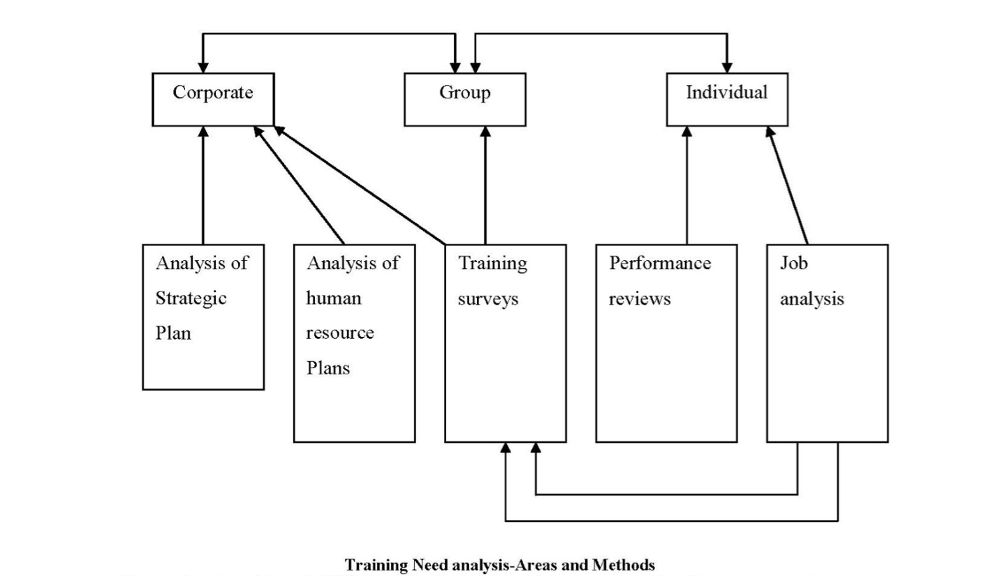 Corporate
Group
Individual
Analysis of
Strategic
Plan
Analysis of
human
resource
Plans
Training
surveys
Performance
reviews
Job
analysis
Training Need analysis-Areas and Methods